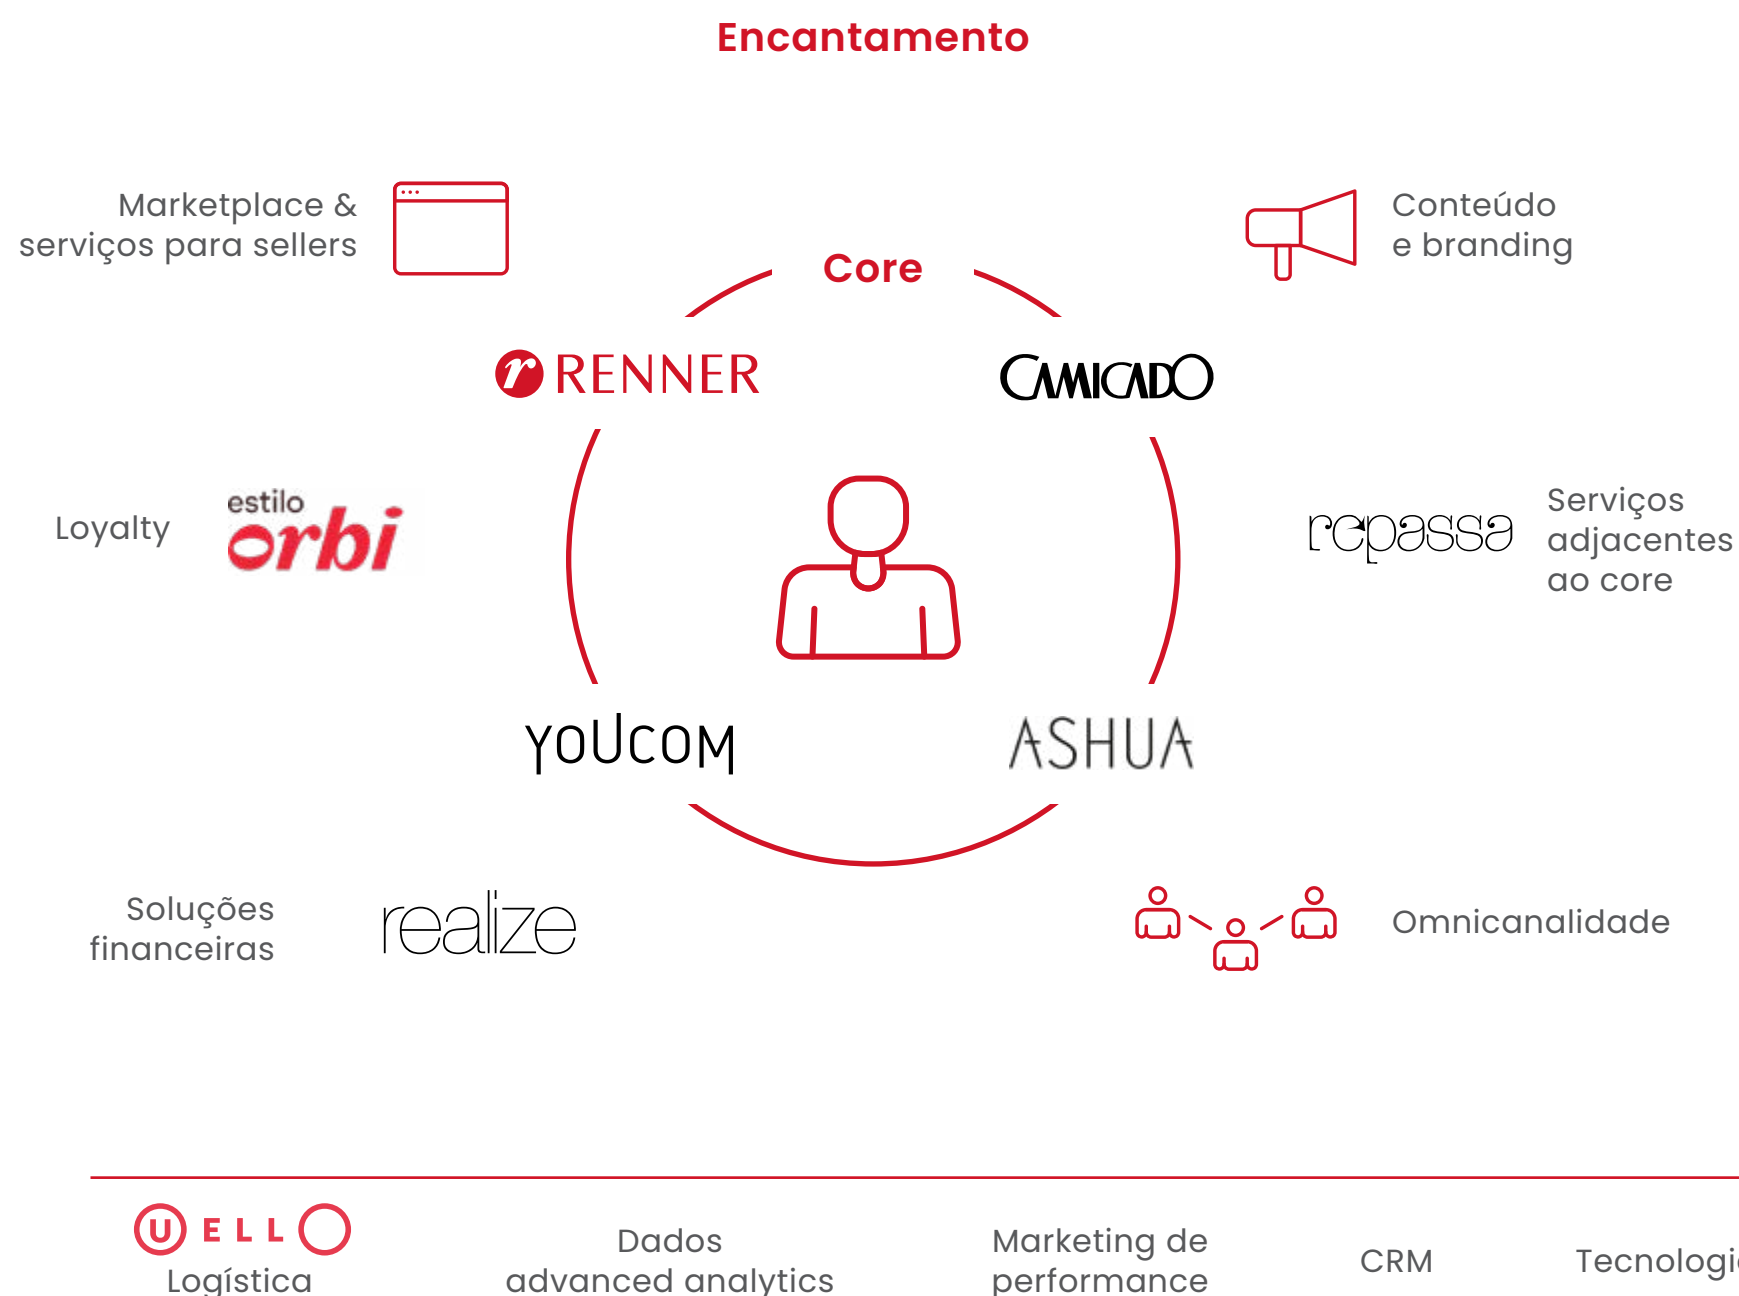 Encantamento
Marketplace &
serviços para sellers
Conteúdo
e branding
Core
RENNER
CAMICADO
Loyalty
estilo
orbi
repassa
Serviços
adjacentes
ao core
YOUCOM
ASHUA
Soluções
financeiras
realize
Omnicanalidade
UELLO
Logística
Dados
advanced analytics
Marketing de
performance
CRM
Tecnologia